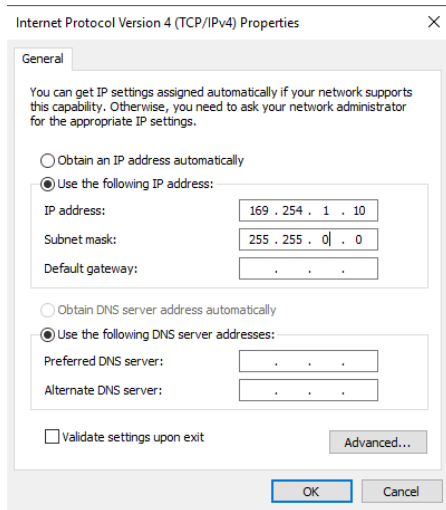 Internet Protocol Version 4 (TCP/IPv4) Properties
General
You can get IP settings assigned automatically if your network supports
this capability. Otherwise, you need to ask your network administrator
for the appropriate IP settings.
Obtain an IP address automatically
Use the following IP address:
IP address: 169 . 254 . 1 . 10
Subnet mask: 255 . 255 . 0 . 0
Default gateway: . . .
Obtain DNS server address automatically
Use the following DNS server addresses:
Preferred DNS server: . . .
Alternate DNS server: . . .
Validate settings upon exit
Advanced...
OK Cancel